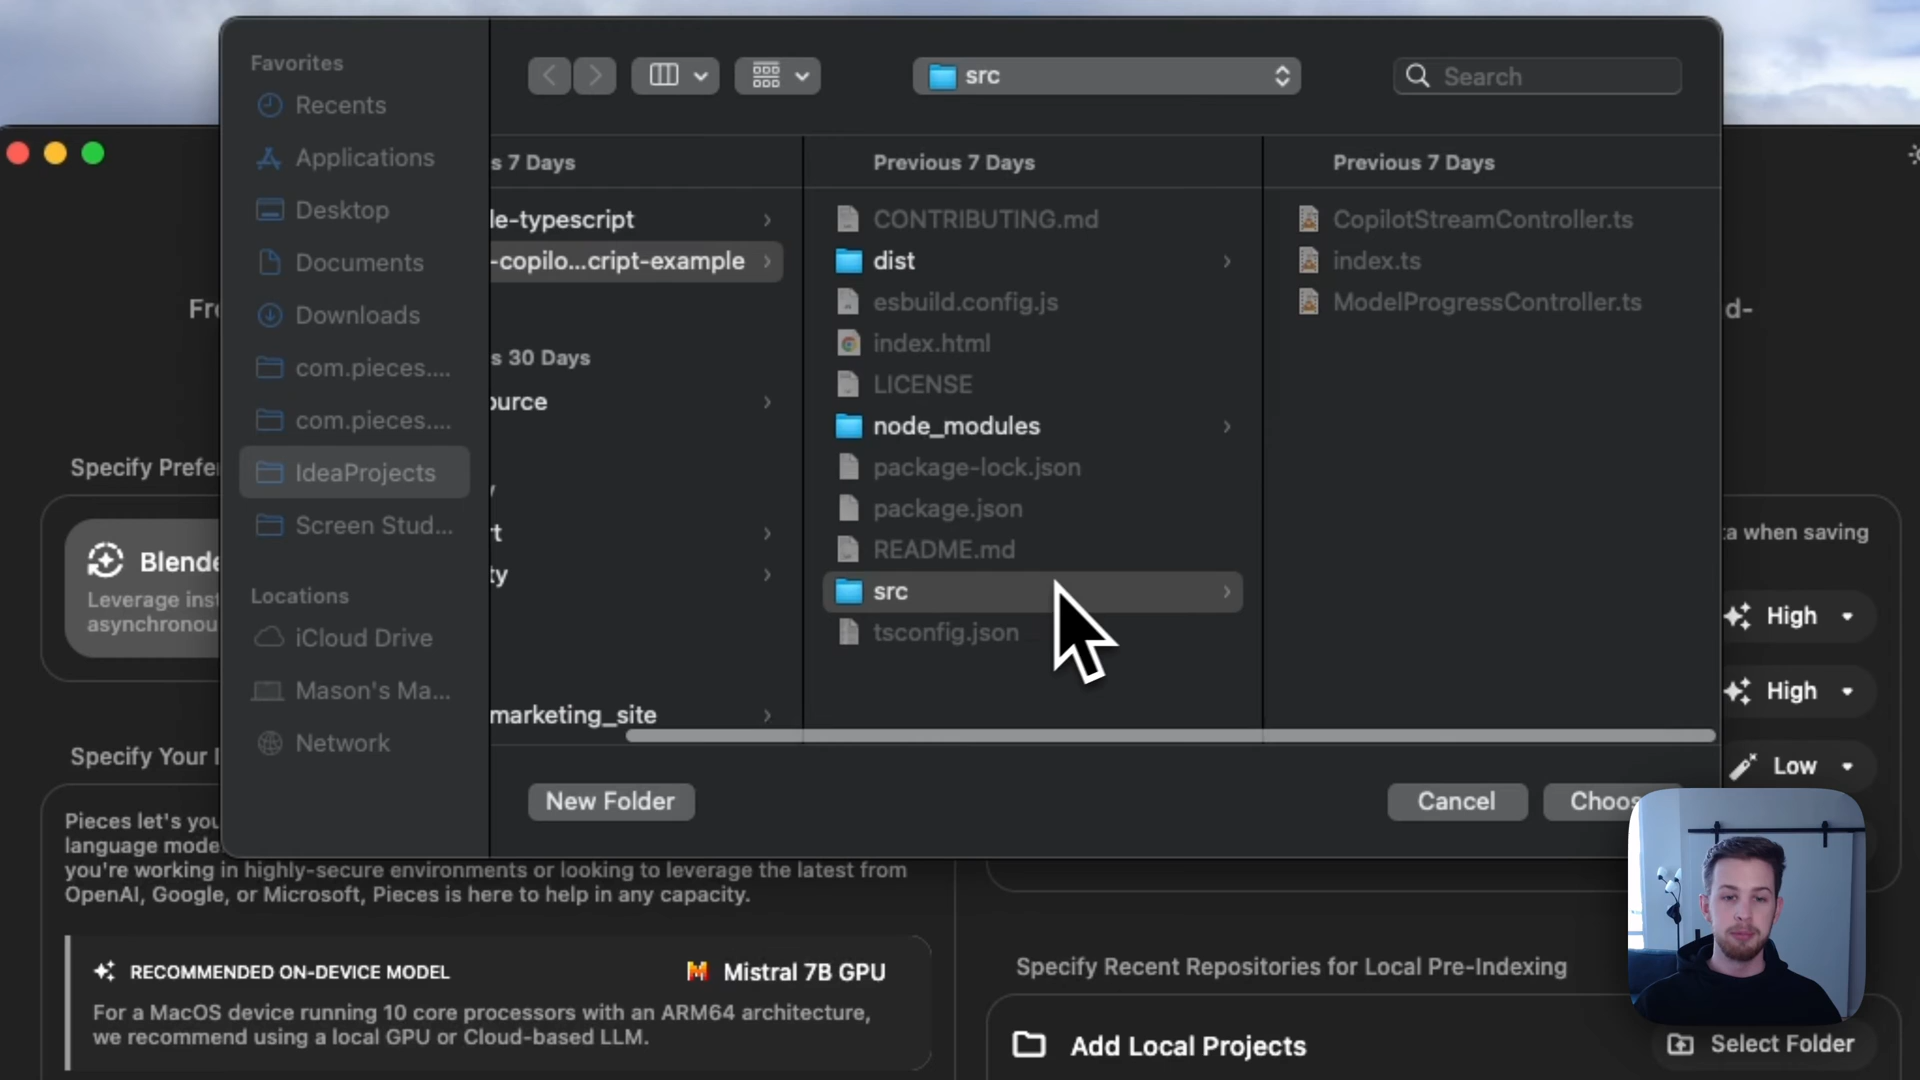 Favorites
Recents
Applications
Desktop
Documents
Downloads
com.pieces....
com.pieces....
IdeaProjects
Screen Stud...
Locations
iCloud Drive
Mason's Ma...
Network
src
Search
s 7 Days
le-typescript
-copilo...cript-example
s 30 Days
ource
y
rt
ty
marketing_site
Previous 7 Days
CONTRIBUTING.md
dist
esbuild.config.js
index.html
LICENSE
node_modules
package-lock.json
package.json
README.md
src
tsconfig.json
Previous 7 Days
CopilotStreamController.ts
index.ts
ModelProgressController.ts
New Folder
Cancel
Choos
Fre
d-
Specify Prefer
Blende
Leverage inst
asynchronou
ta when saving
High
High
Low
Specify Your l
Pieces let's you
language mode
you're working in highly-secure environments or looking to leverage the latest from
OpenAI, Google, or Microsoft, Pieces is here to help in any capacity.
RECOMMENDED ON-DEVICE MODEL
Mistral 7B GPU
For a MacOS device running 10 core processors with an ARM64 architecture,
we recommend using a local GPU or Cloud-based LLM.
Specify Recent Repositories for Local Pre-Indexing
Add Local Projects
Select Folder